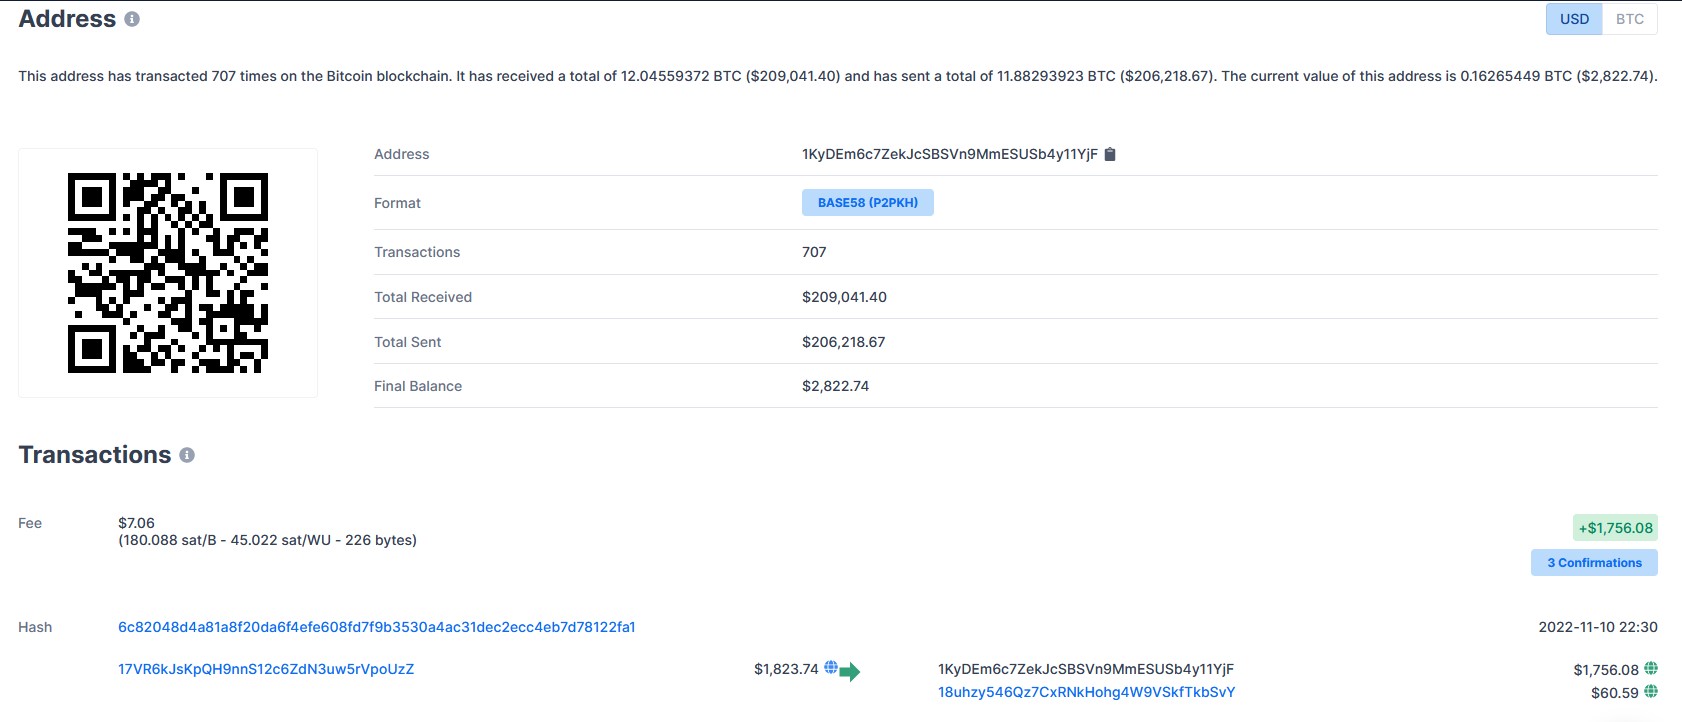 Address
USD BTC
This address has transacted 707 times on the Bitcoin blockchain. It has received a total of 12.04559372 BTC ($209,041.40) and has sent a total of 11.88293923 BTC ($206,218.67). The current value of this address is 0.16265449 BTC ($2,822.74).
Address 1KyDEm6c7ZekJcSBSVn9MmESUSb4y11YjF
Format BASE58 (P2PKH)
Transactions 707
Total Received $209,041.40
Total Sent $206,218.67
Final Balance $2,822.74
Transactions
Fee $7.06 +$1,756.08
(180.088 sat/B - 45.022 sat/WU - 226 bytes)
3 Confirmations
Hash 6c82048d4a81a8f20da6f4efe608fd7f9b3530a4ac31dec2ecc4eb7d78122fa1 2022-11-10 22:30
17VR6kJsKpQH9nnS12c6ZdN3uw5rVpoUzZ $1,823.74 1KyDEm6c7ZekJcSBSVn9MmESUSb4y11YjF $1,756.08
18uhzy546Qz7CxRNkHohg4W9VSkfTkbSvY $60.59